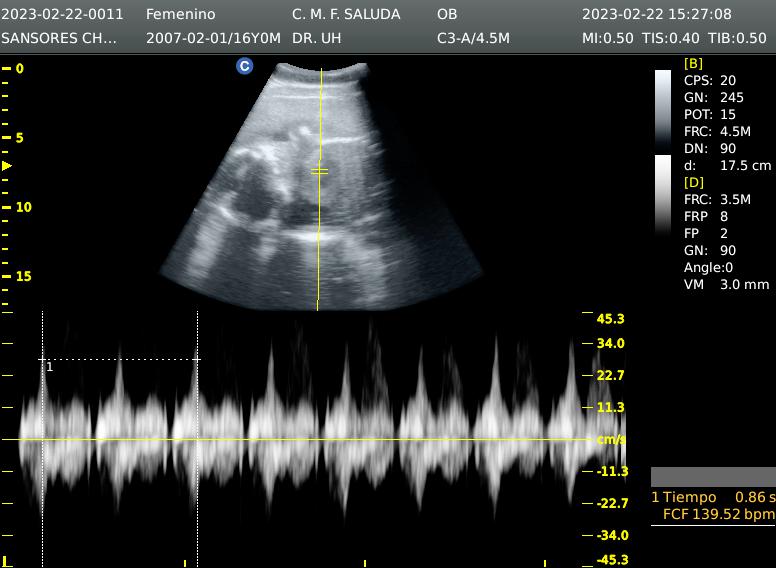 2023-02-22-0011 Femenino C. M. F. SALUDA OB 2023-02-22 15:27:08
SANSORES CH... 2007-02-01/16Y0M DR. UH C3-A/4.5M MI:0.50 TIS:0.40 TIB:0.50
C
0
5
10
15
[B]
CPS: 20
GN: 245
POT: 15
FRC: 4.5M
DN: 90
d: 17.5 cm
[D]
FRC: 3.5M
FRP 8
FP 2
GN: 90
Angle:0
VM 3.0 mm
1
45.3
34.0
22.7
11.3
cm/s
-11.3
-22.7
-34.0
-45.3
1 Tiempo 0.86 s
FCF 139.52 bpm